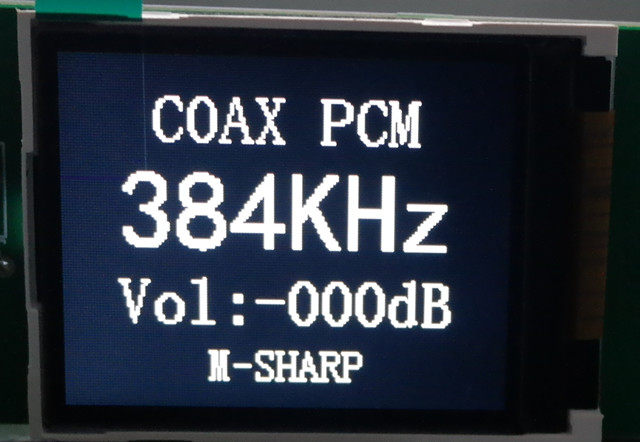 COAX PCM
384KHz
Vol:-000dB
M-SHARP